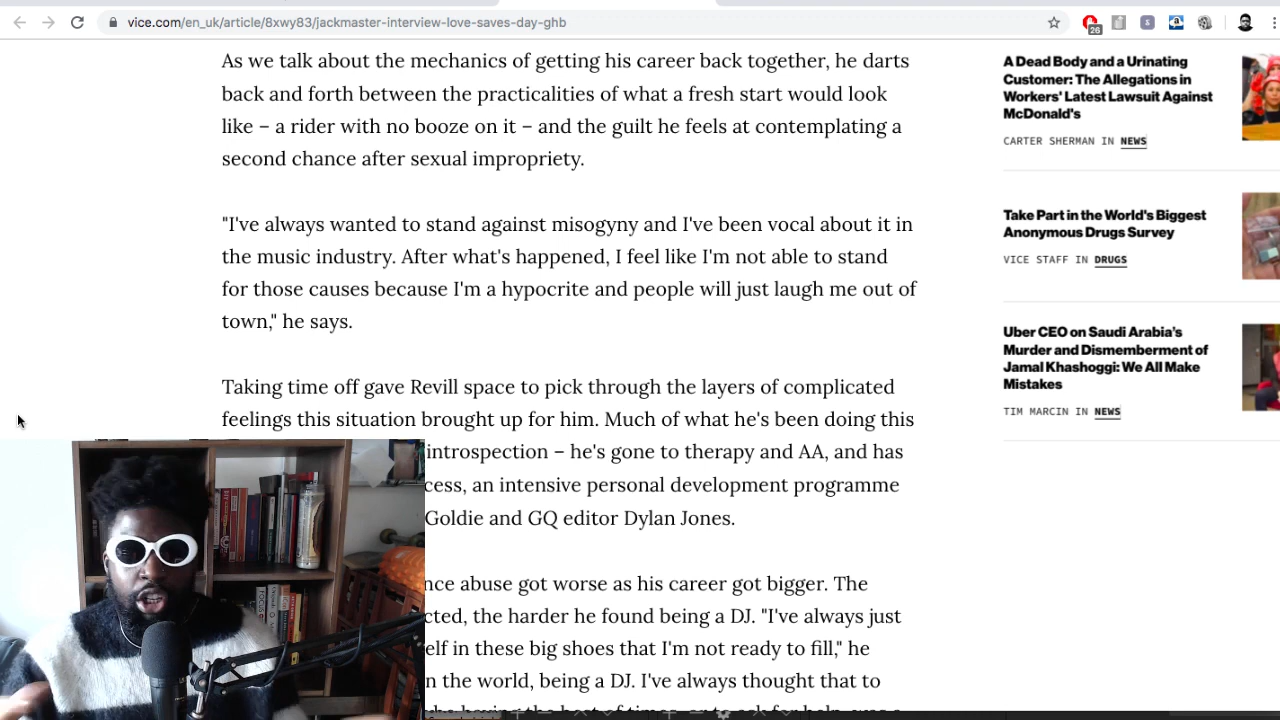 vice.com/en_uk/article/8xwy83/jackmaster-interview-love-saves-day-ghb
26
As we talk about the mechanics of getting his career back together, he darts
back and forth between the practicalities of what a fresh start would look
like – a rider with no booze on it – and the guilt he feels at contemplating a
second chance after sexual impropriety.
"I've always wanted to stand against misogyny and I've been vocal about it in
the music industry. After what's happened, I feel like I'm not able to stand
for those causes because I'm a hypocrite and people will just laugh me out of
town," he says.
Taking time off gave Revill space to pick through the layers of complicated
feelings this situation brought up for him. Much of what he's been doing this
introspection – he's gone to therapy and AA, and has
cess, an intensive personal development programme
Goldie and GQ editor Dylan Jones.
nce abuse got worse as his career got bigger. The
cted, the harder he found being a DJ. "I've always just
elf in these big shoes that I'm not ready to fill," he
n the world, being a DJ. I've always thought that to
A Dead Body and a Urinating
Customer: The Allegations in
Workers' Latest Lawsuit Against
McDonald's
CARTER SHERMAN IN NEWS
Take Part in the World's Biggest
Anonymous Drugs Survey
VICE STAFF IN DRUGS
Uber CEO on Saudi Arabia's
Murder and Dismemberment of
Jamal Khashoggi: We All Make
Mistakes
TIM MARCIN IN NEWS